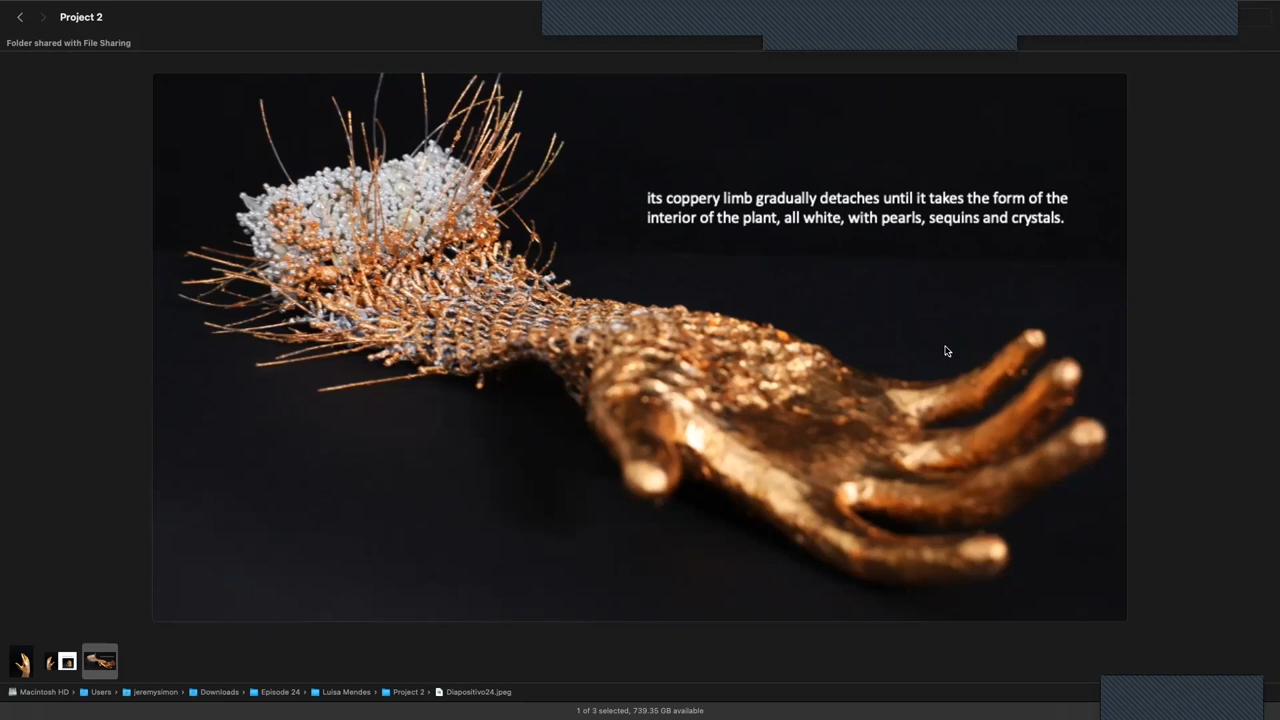 Project 2
Folder shared with File Sharing
its coppery limb gradually detaches until it takes the form of the
interior of the plant, all white, with pearls, sequins and crystals.
Macintosh HD › Users › jeremysimon › Downloads › Episode 24 › Luisa Mendes › Project 2 › Diapositivo24.jpeg
1 of 3 selected, 739.35 GB available